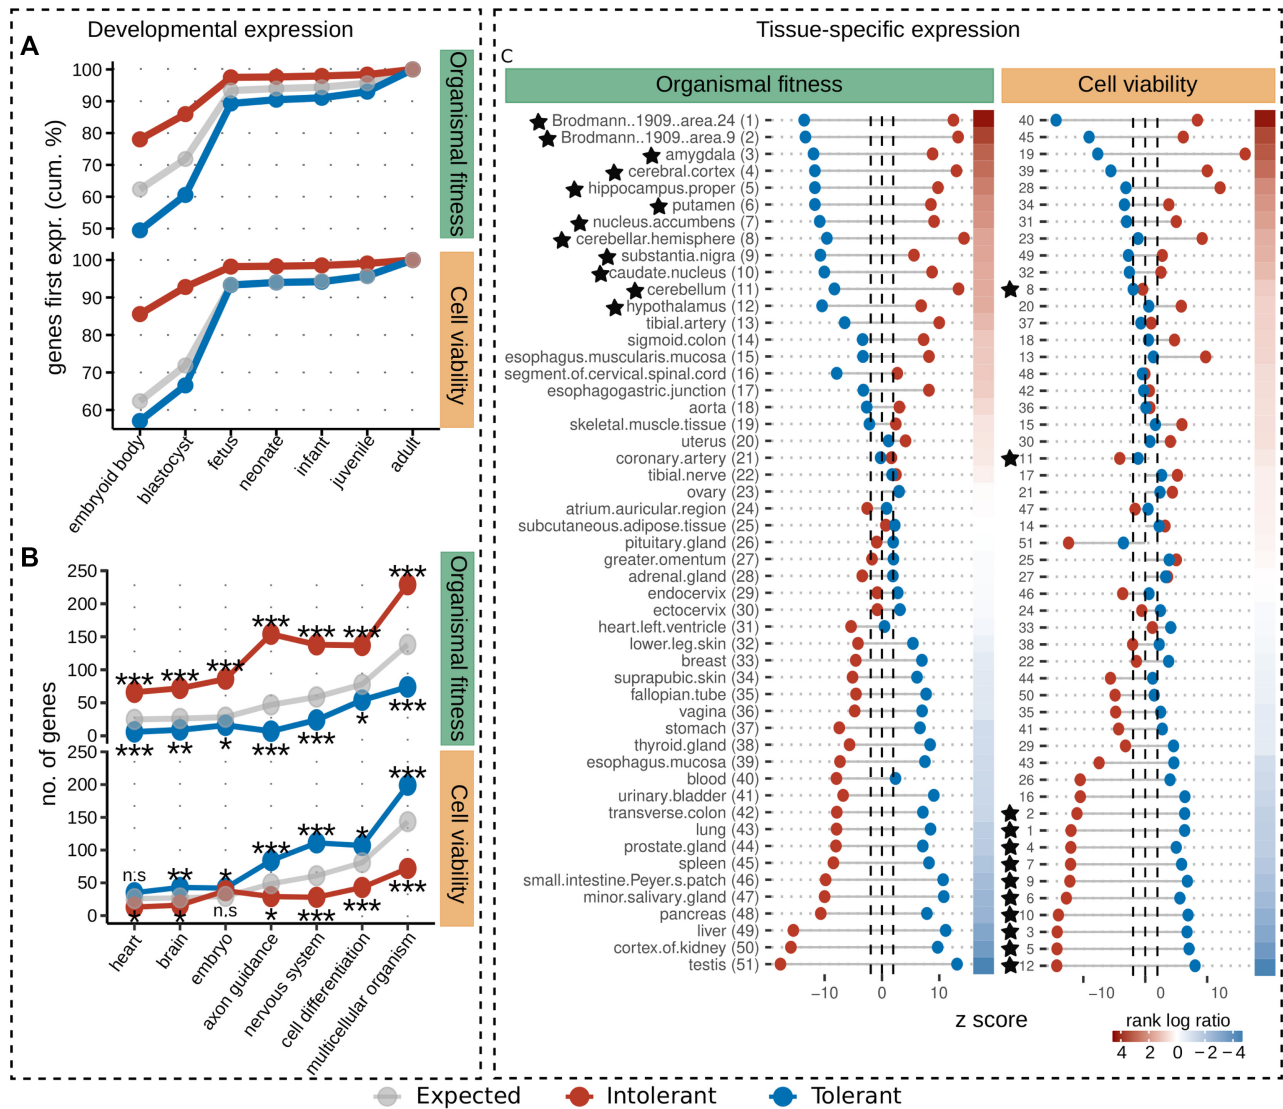 Developmental expression
A
100
90
80
70
60
50
Organismal fitness
100
90
80
70
60
Cell viability
genes first expr. (cum. %)
embryoid body
blastocyst
fetus
neonate
infant
juvenile
adult
B
250
200
150
100
50
0
*** *** *** *** *** *** ***
*** ** * *** *** * ***
Organismal fitness
250
200
150
100
50
0
n:s ** * *** *** * ***
* * n.s * *** *** ***
Cell viability
no. of genes
heart
brain
embryo
axon guidance
nervous system
cell differentiation
multicellular organism
Tissue-specific expression
C
Organismal fitness
Cell viability
Brodmann..1909..area.24 (1) 40
Brodmann..1909..area.9 (2) 45
amygdala (3) 19
cerebral.cortex (4) 39
hippocampus.proper (5) 28
putamen (6) 34
nucleus.accumbens (7) 31
cerebellar.hemisphere (8) 23
substantia.nigra (9) 49
caudate.nucleus (10) 32
cerebellum (11) 8
hypothalamus (12) 20
tibial.artery (13) 37
sigmoid.colon (14) 18
esophagus.muscularis.mucosa (15) 13
segment.of.cervical.spinal.cord (16) 48
esophagogastric.junction (17) 42
aorta (18) 36
skeletal.muscle.tissue (19) 15
uterus (20) 30
coronary.artery (21) 11
tibial.nerve (22) 17
ovary (23) 21
atrium.auricular.region (24) 47
subcutaneous.adipose.tissue (25) 14
pituitary.gland (26) 51
greater.omentum (27) 25
adrenal.gland (28) 27
endocervix (29) 46
ectocervix (30) 24
heart.left.ventricle (31) 33
lower.leg.skin (32) 38
breast (33) 22
suprapubic.skin (34) 44
fallopian.tube (35) 50
vagina (36) 35
stomach (37) 41
thyroid.gland (38) 29
esophagus.mucosa (39) 43
blood (40) 26
urinary.bladder (41) 16
transverse.colon (42) 2
lung (43) 1
prostate.gland (44) 4
spleen (45) 7
small.intestine.Peyer.s.patch (46) 9
minor.salivary.gland (47) 6
pancreas (48) 10
liver (49) 3
cortex.of.kidney (50) 5
testis (51) 12
−10 0 10
−10 0 10
z score
rank log ratio
4 2 0 −2 −4
Expected Intolerant Tolerant